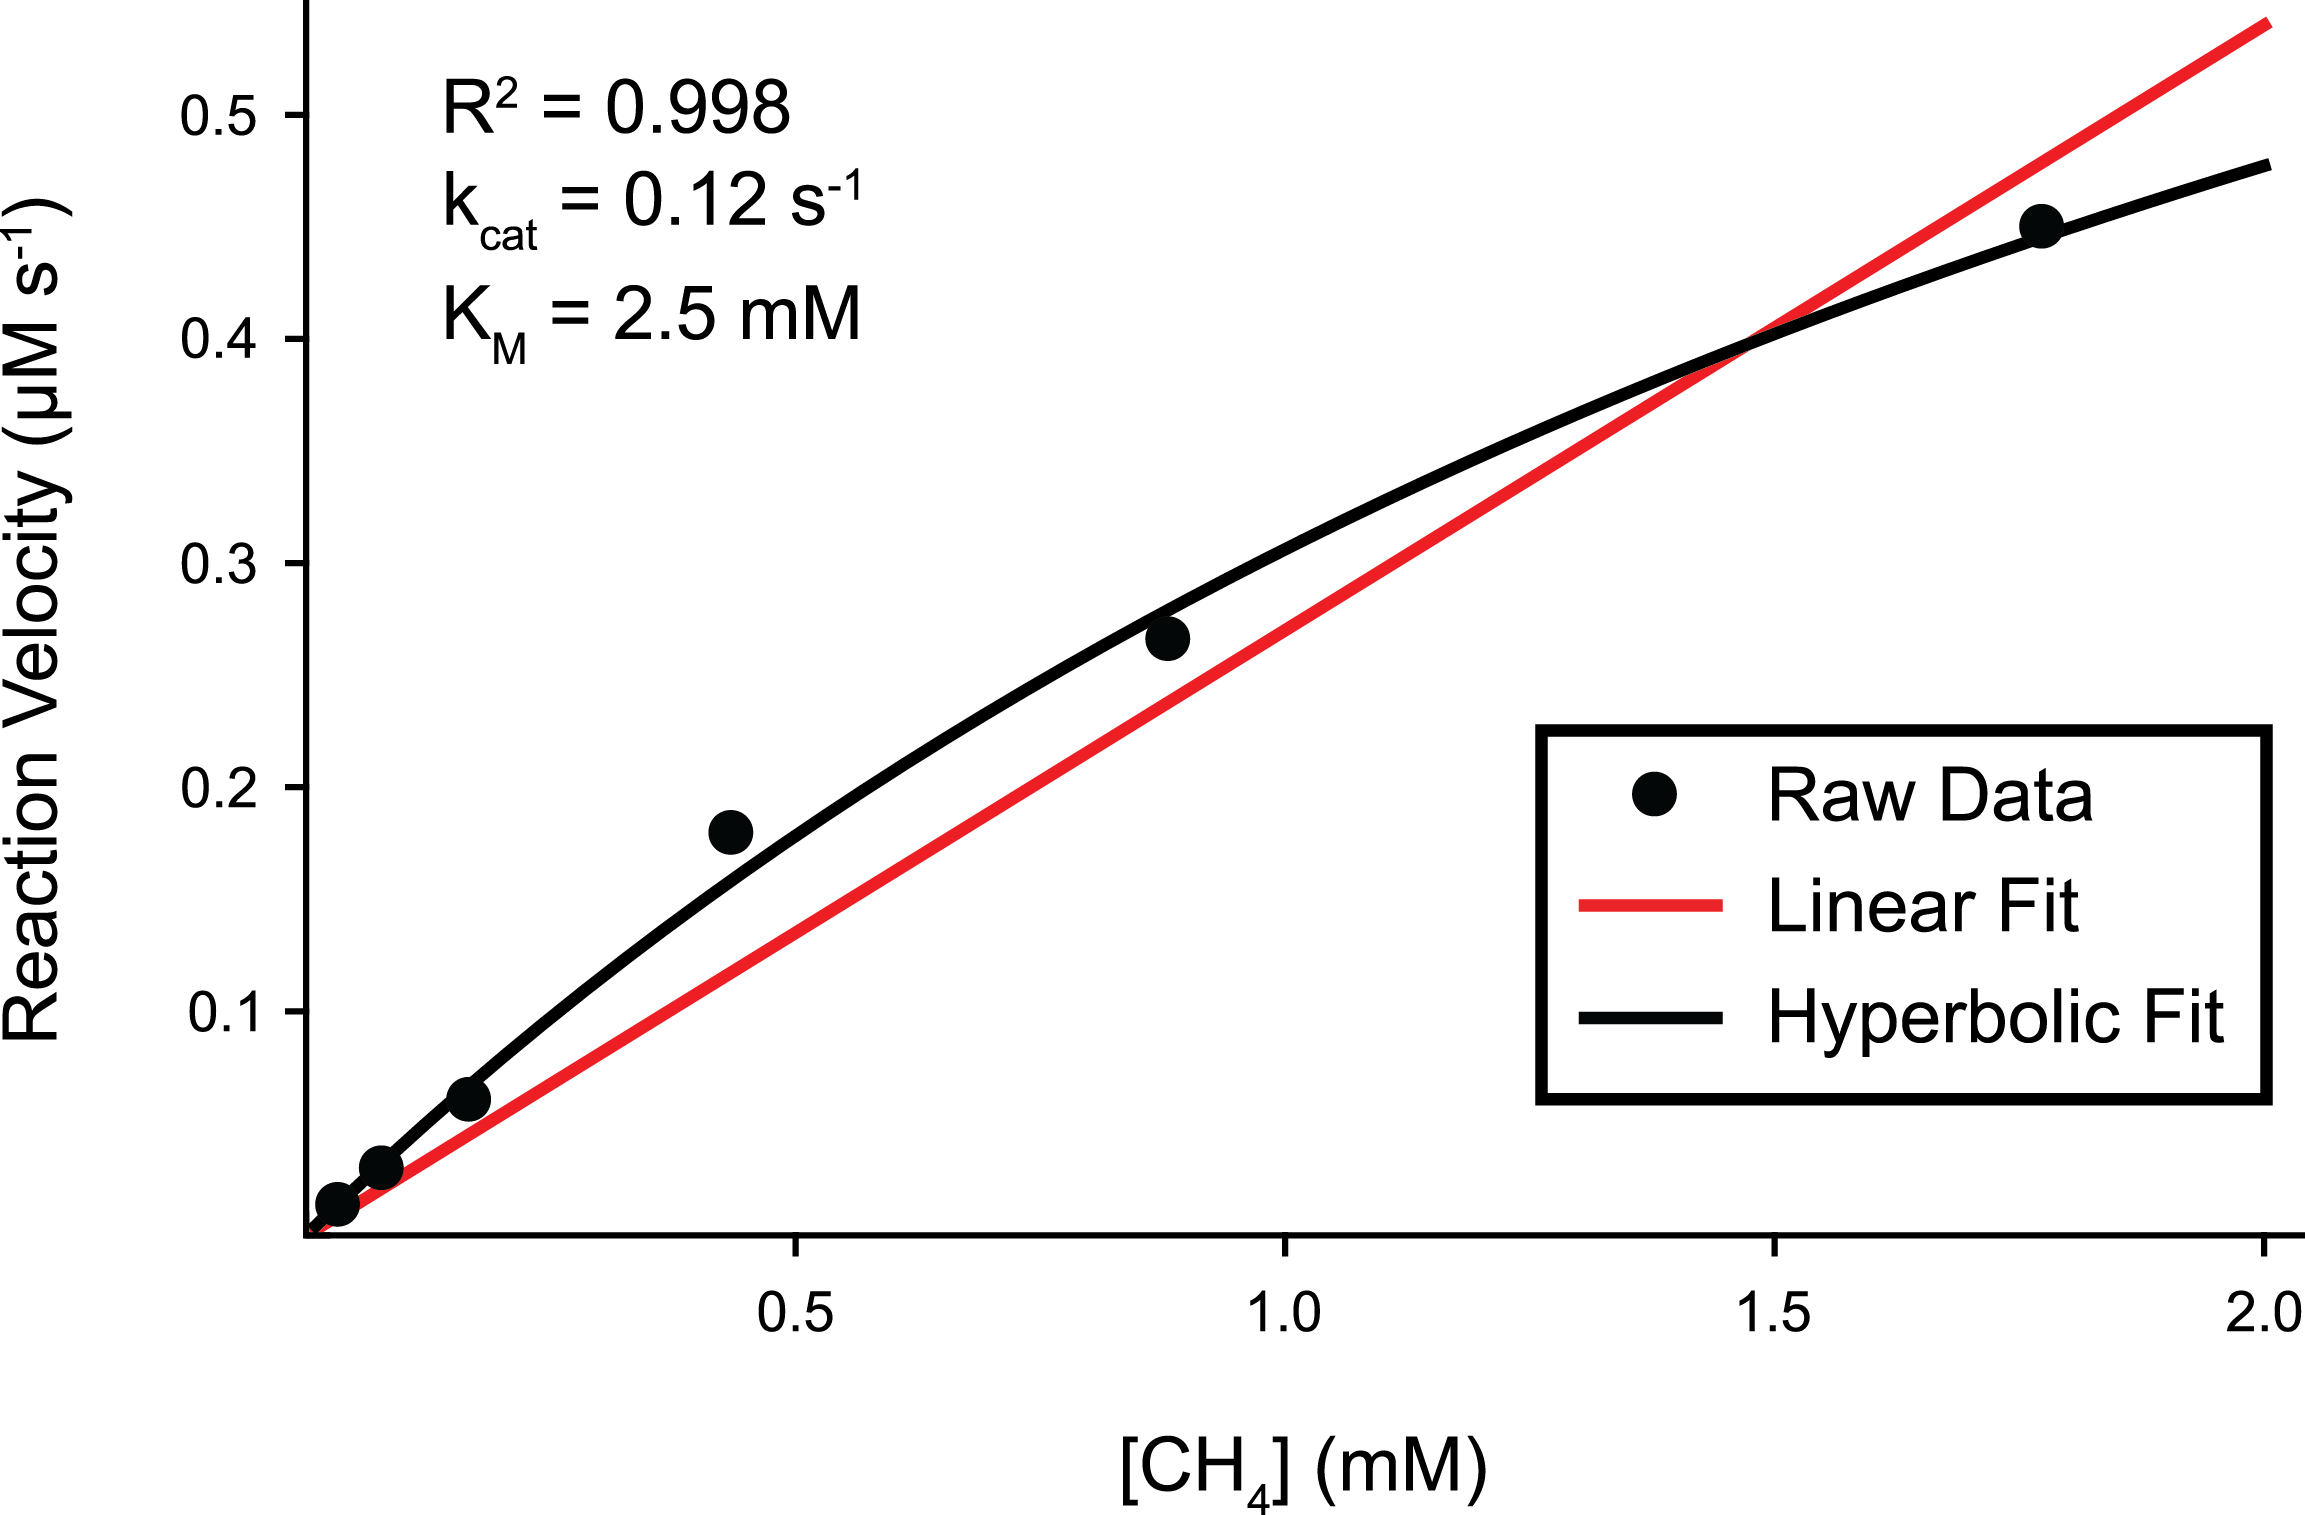 R² = 0.998
k_cat = 0.12 s⁻¹
K_M = 2.5 mM
Reaction Velocity (µM s⁻¹)
0.5
0.4
0.3
0.2
0.1
Raw Data
Linear Fit
Hyperbolic Fit
0.5 1.0 1.5 2.0
[CH₄] (mM)